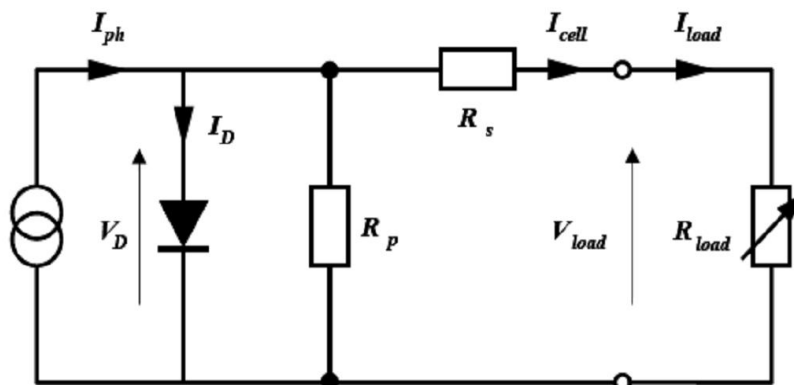 I_ph
I_cell
I_load
I_D
R_s
V_D
R_p
V_load
R_load